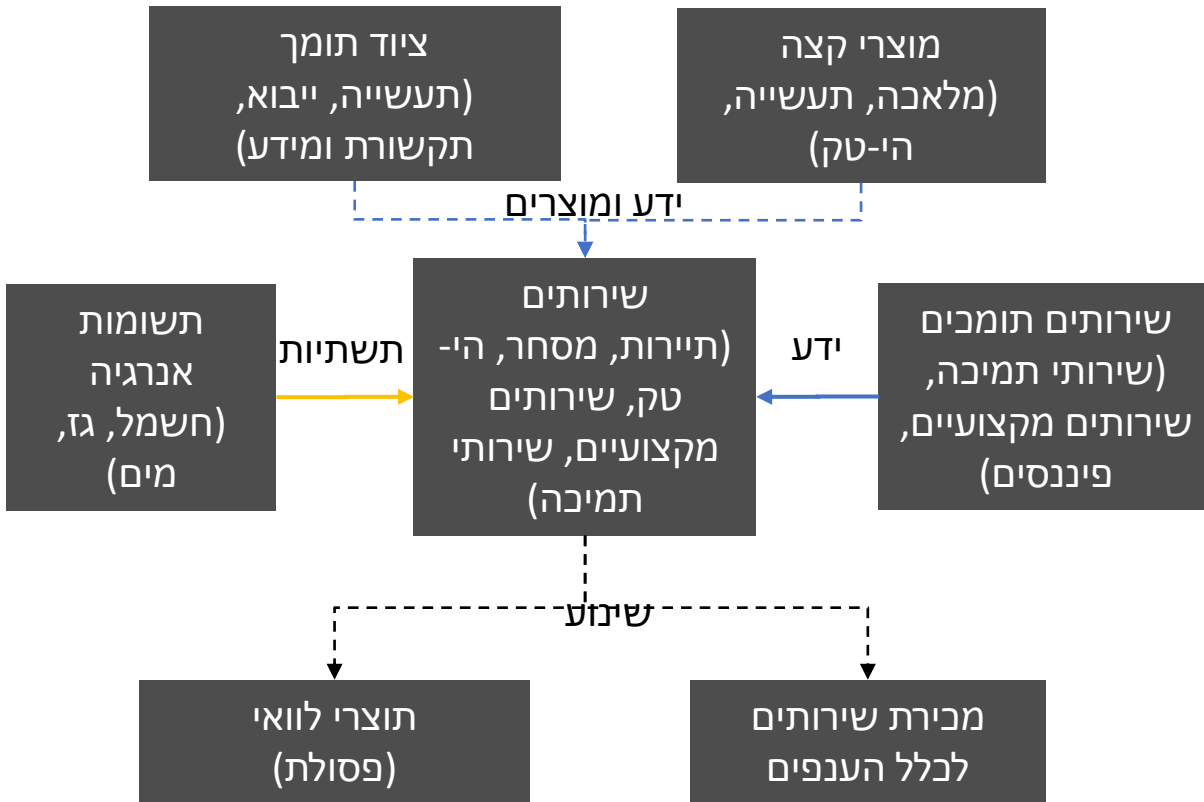 מוצרי קצה
(מלאכה, תעשייה,
הי-טק)
ציוד תומך
(תעשייה, ייבוא,
תקשורת ומידע)
ידע ומוצרים
שירותים תומכים
(שירותי תמיכה,
שירותים מקצועיים,
פיננסים)
ידע
שירותים
(תיירות, מסחר, הי-
טק, שירותים
מקצועיים, שירותי
תמיכה)
תשתיות
תשומות
אנרגיה
(חשמל, גז,
מים)
שינוע
מכירת שירותים
לכלל הענפים
תוצרי לוואי
(פסולת)